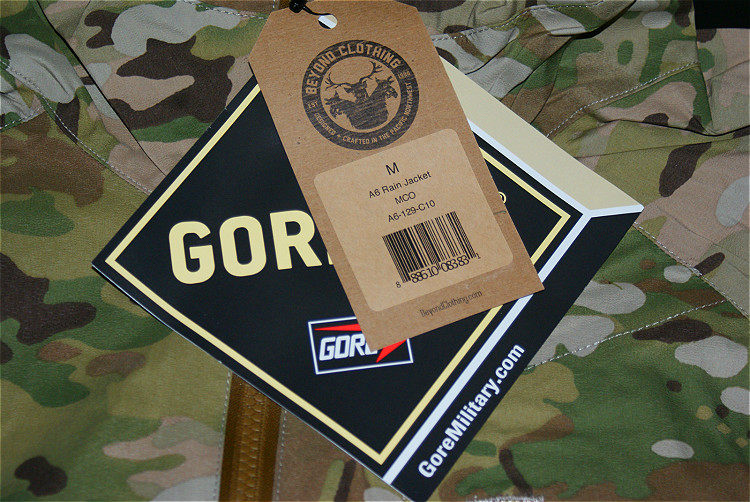 BEYOND CLOTHING
EST. 1996
CRAFTED IN THE PACIFIC NORTHWEST
M
A6 Rain Jacket
MCO
A6-129-C10
BeyondClothing.com
GOR
®
GORE
GoreMilitary.com